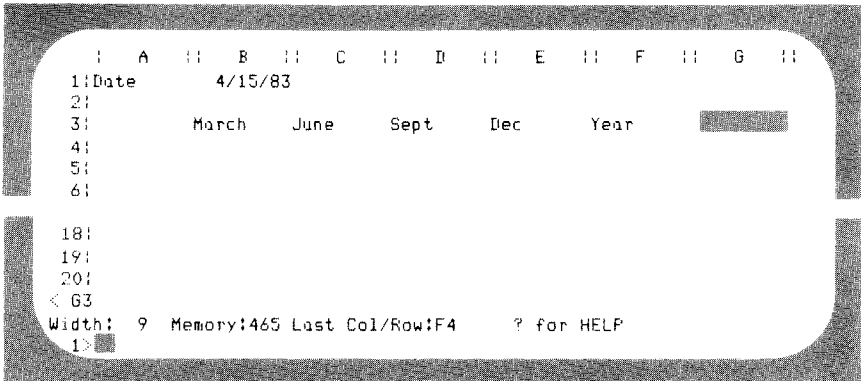 | A || B || C || D || E || F || G ||
1|Date 4/15/83
2|
3| March June Sept Dec Year
4|
5|
6|
18|
19|
20|
< G3
Width: 9 Memory:465 Last Col/Row:F4 ? for HELP
1>